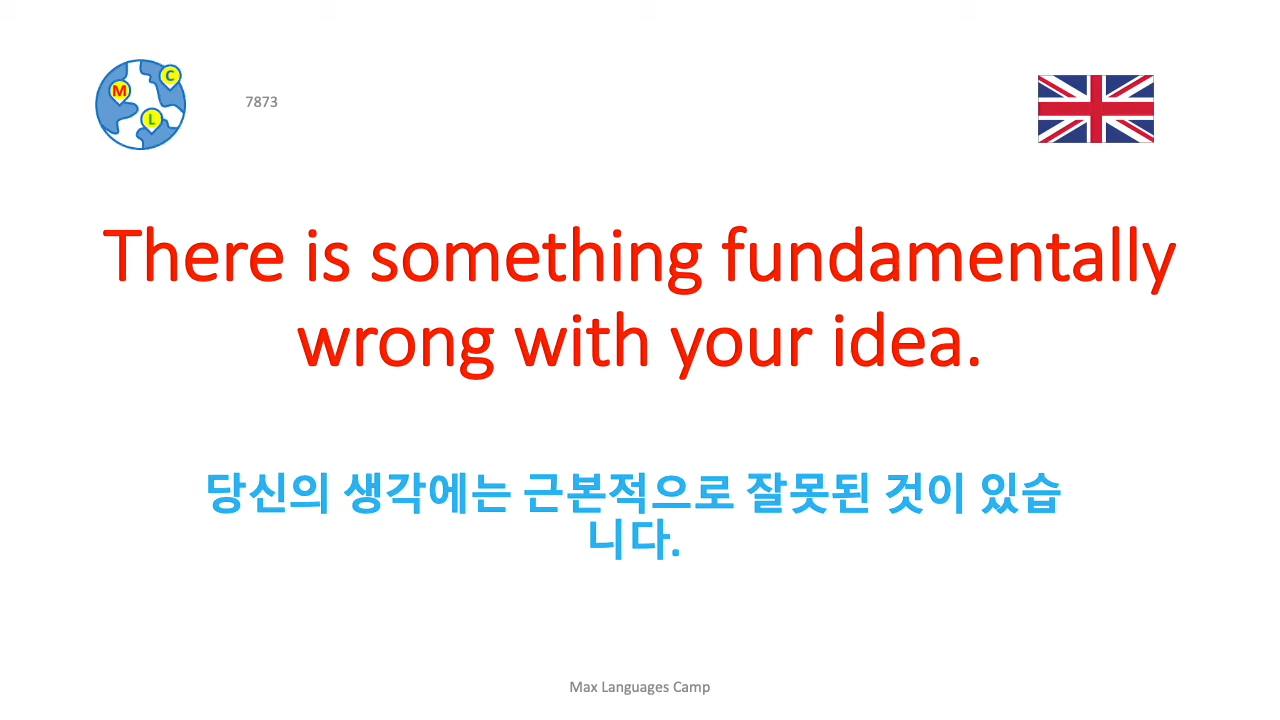 M
C
L
7873
There is something fundamentally
wrong with your idea.
당신의 생각에는 근본적으로 잘못된 것이 있습
니다.
Max Languages Camp